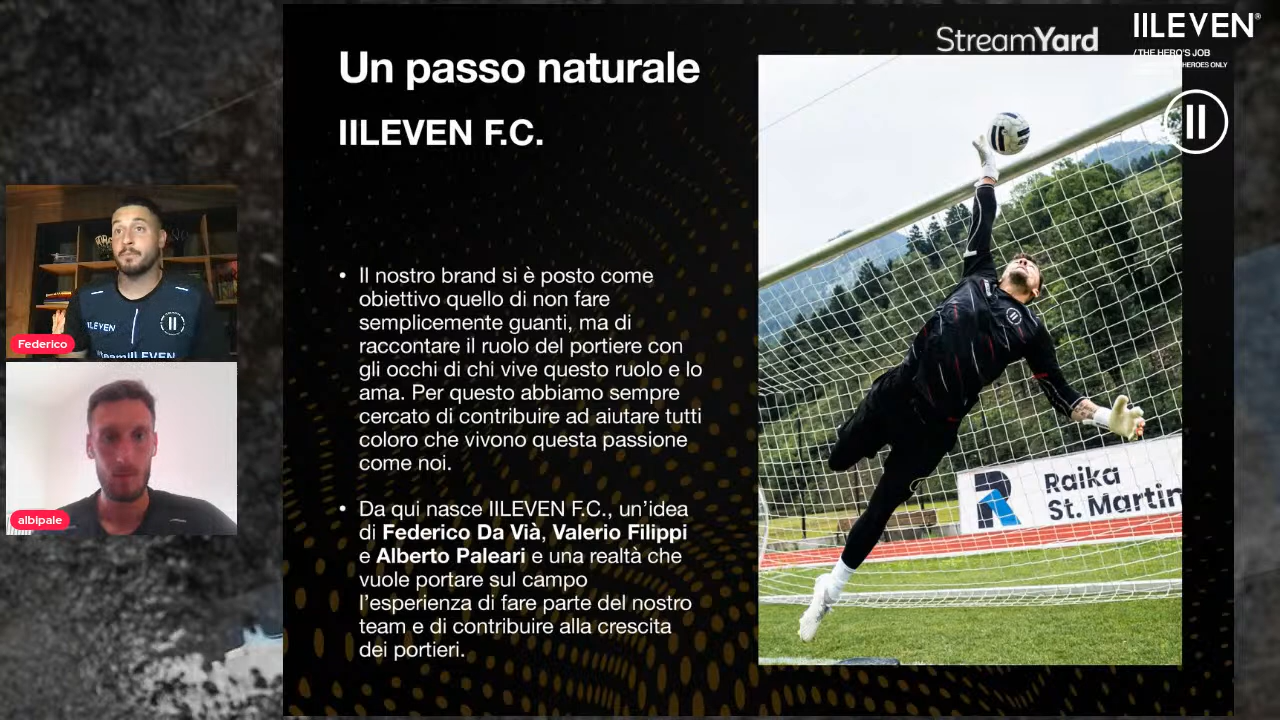 StreamYard
IILEVEN®
/ THE HERO'S JOB
HEROES ONLY
Un passo naturale
IILEVEN F.C.
• Il nostro brand si è posto come
obiettivo quello di non fare
semplicemente guanti, ma di
raccontare il ruolo del portiere con
gli occhi di chi vive questo ruolo e lo
ama. Per questo abbiamo sempre
cercato di contribuire ad aiutare tutti
coloro che vivono questa passione
come noi.
• Da qui nasce IILEVEN F.C., un'idea
di Federico Da Vià, Valerio Filippi
e Alberto Paleari e una realtà che
vuole portare sul campo
l'esperienza di fare parte del nostro
team e di contribuire alla crescita
dei portieri.
Raika
St. Martin
IILEVEN
Federico
albipale